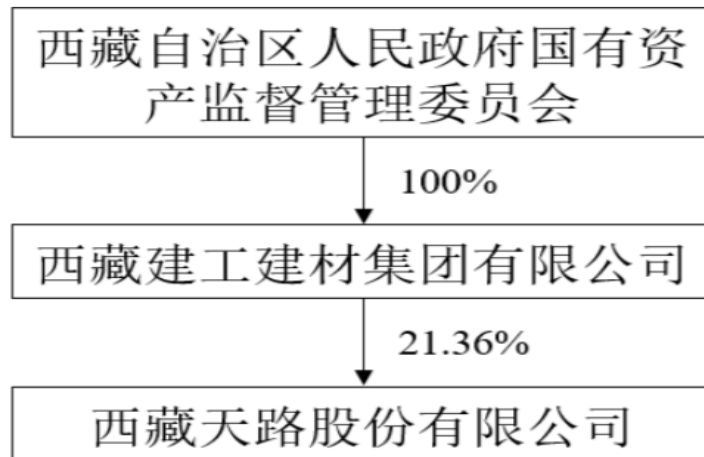 西藏自治区人民政府国有资
产监督管理委员会
100%
西藏建工建材集团有限公司
21.36%
西藏天路股份有限公司